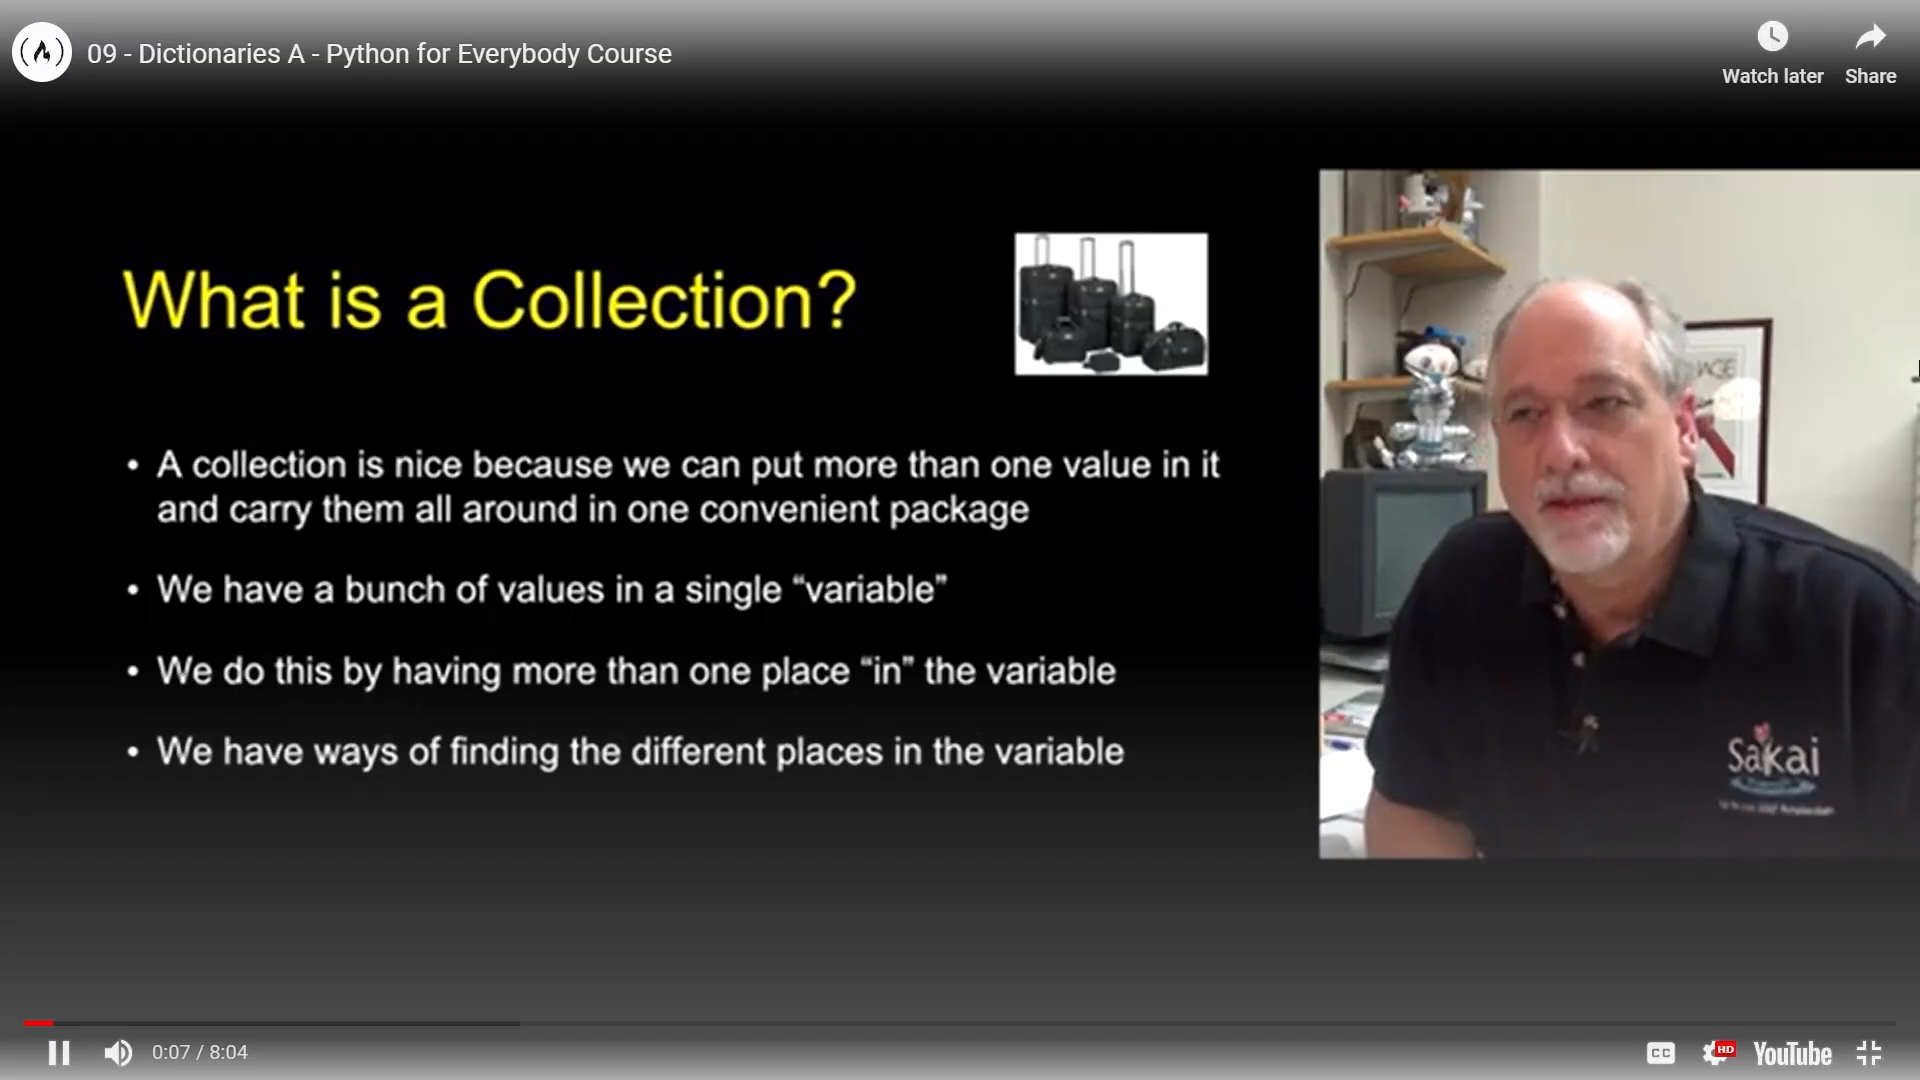 09 - Dictionaries A - Python for Everybody Course
Watch later
Share
What is a Collection?
• A collection is nice because we can put more than one value in it
and carry them all around in one convenient package
• We have a bunch of values in a single “variable”
• We do this by having more than one place “in” the variable
• We have ways of finding the different places in the variable
Sakai
0:07 / 8:04
CC
HD
YouTube